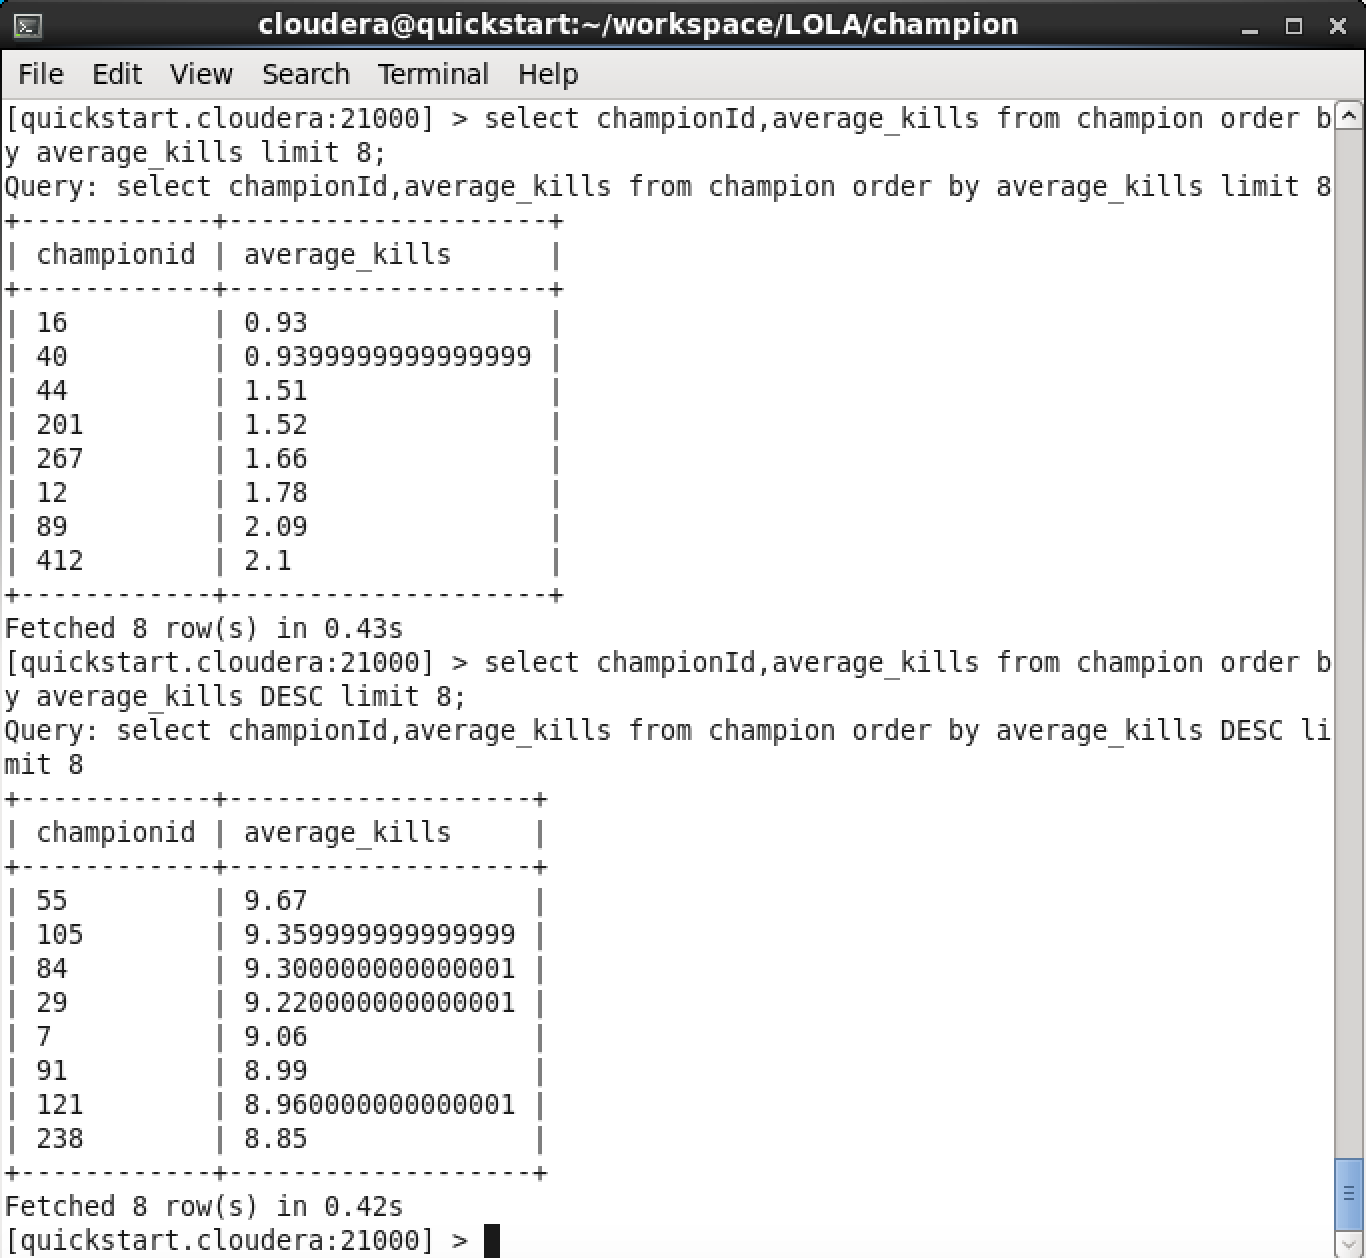 cloudera@quickstart:~/workspace/LOLA/champion
File Edit View Search Terminal Help
[quickstart.cloudera:21000] > select championId,average_kills from champion order b
y average_kills limit 8;
Query: select championId,average_kills from champion order by average_kills limit 8
+------------+--------------------+
| championid | average_kills      |
+------------+--------------------+
| 16         | 0.93               |
| 40         | 0.9399999999999999 |
| 44         | 1.51               |
| 201        | 1.52               |
| 267        | 1.66               |
| 12         | 1.78               |
| 89         | 2.09               |
| 412        | 2.1                |
+------------+--------------------+
Fetched 8 row(s) in 0.43s
[quickstart.cloudera:21000] > select championId,average_kills from champion order b
y average_kills DESC limit 8;
Query: select championId,average_kills from champion order by average_kills DESC li
mit 8
+------------+-------------------+
| championid | average_kills     |
+------------+-------------------+
| 55         | 9.67              |
| 105        | 9.359999999999999 |
| 84         | 9.300000000000001 |
| 29         | 9.220000000000001 |
| 7          | 9.06              |
| 91         | 8.99              |
| 121        | 8.960000000000001 |
| 238        | 8.85              |
+------------+-------------------+
Fetched 8 row(s) in 0.42s
[quickstart.cloudera:21000] >